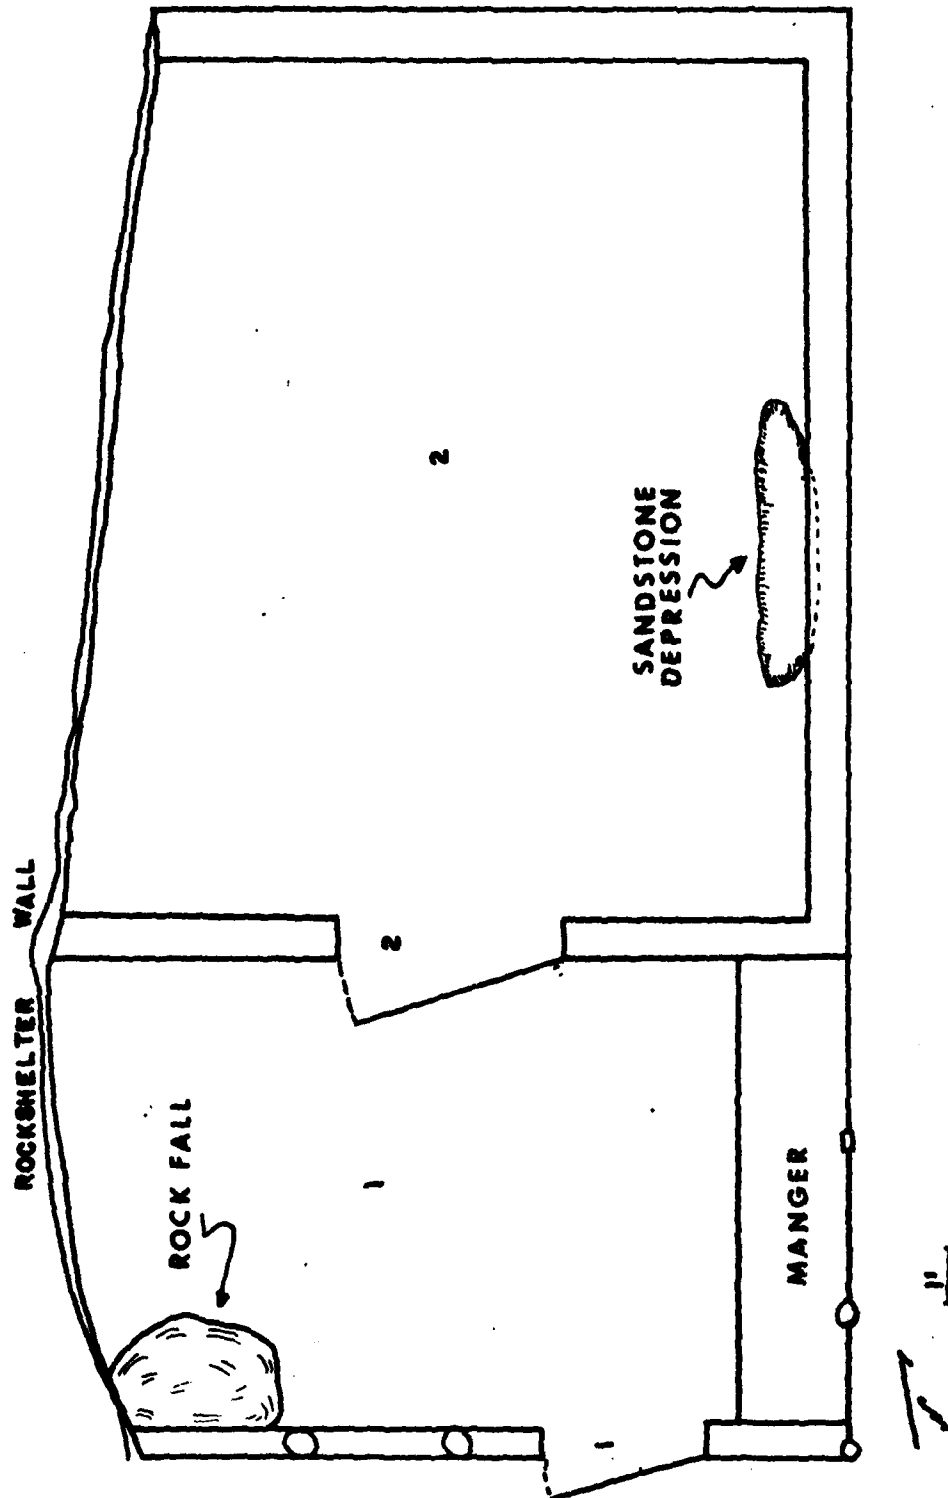 ROCKSHELTER WALL
ROCK FALL
1
1
2
2
SANDSTONE
DEPRESSION
MANGER